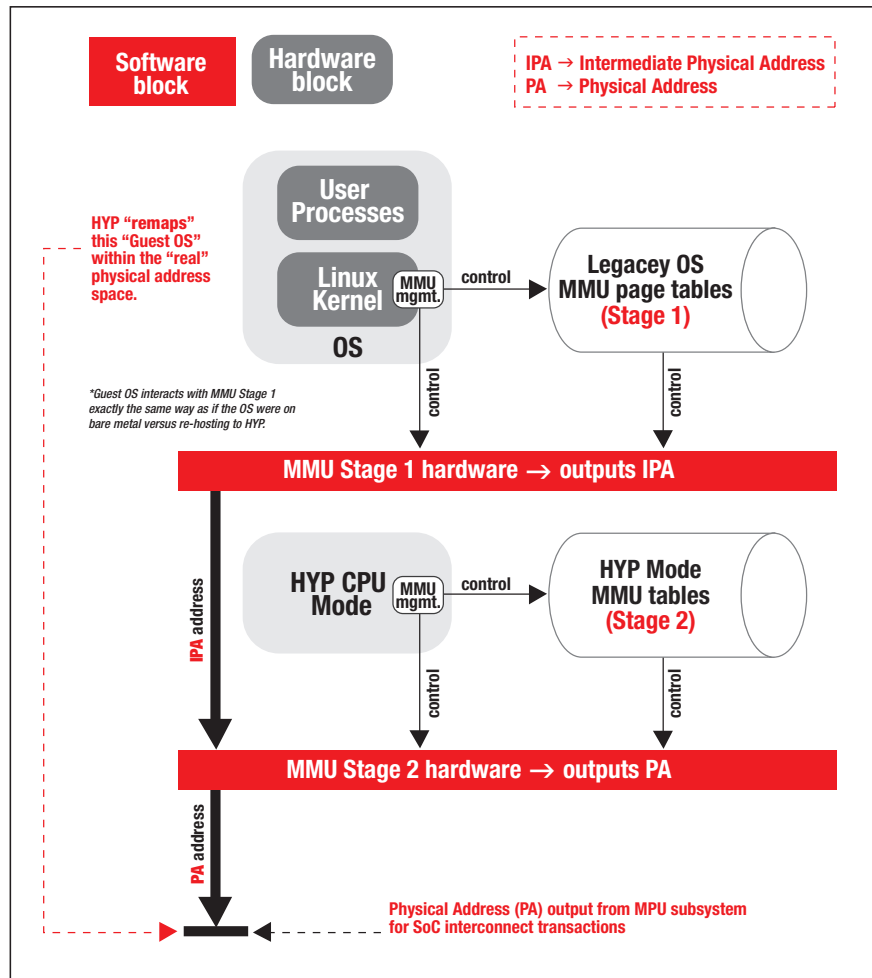 Software
block
Hardware
block
IPA → Intermediate Physical Address
PA → Physical Address
User
Processes
HYP “remaps”
this “Guest OS”
within the “real”
physical address
space.
Linux
Kernel
MMU
mgmt.
control
Legacey OS
MMU page tables
(Stage 1)
OS
*Guest OS interacts with MMU Stage 1
exactly the same way as if the OS were on
bare metal versus re-hosting to HYP.
control
control
MMU Stage 1 hardware → outputs IPA
HYP CPU
Mode
MMU
mgmt.
control
HYP Mode
MMU tables
(Stage 2)
IPA address
control
control
MMU Stage 2 hardware → outputs PA
PA address
Physical Address (PA) output from MPU subsystem
for SoC interconnect transactions